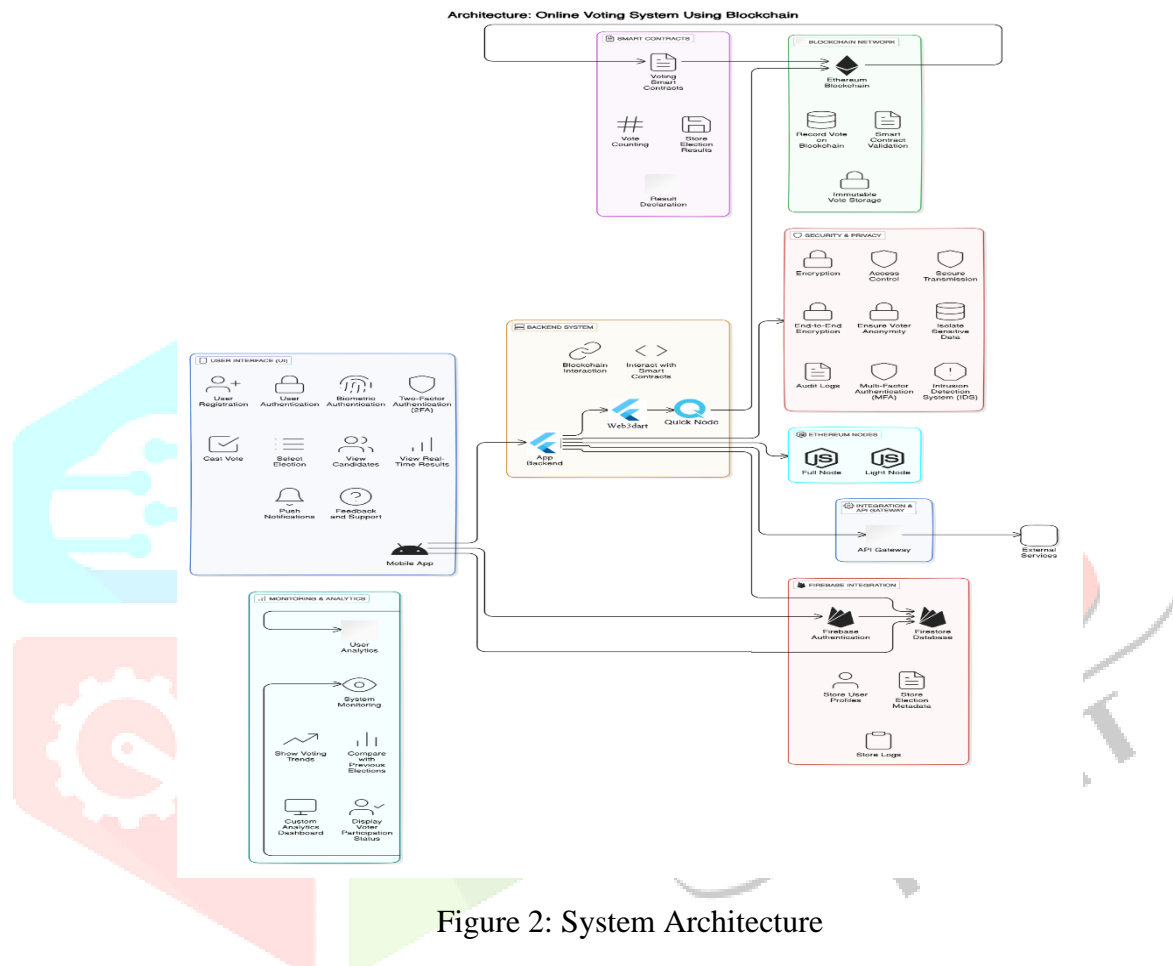 Architecture: Online Voting System Using Blockchain
SMART CONTRACTS
Voting
Smart
Contracts
Vote
Counting
Store
Election
Results
Result
Declaration
BLOCKCHAIN NETWORK
Ethereum
Blockchain
Record Vote
on
Blockchain
Smart
Contract
Validation
Immutable
Vote Storage
SECURITY & PRIVACY
Encryption
Access
Control
Secure
Transmission
End-to-End
Encryption
Ensure Voter
Anonymity
Isolate
Sensitive
Data
Audit Logs
Multi-Factor
Authentication
(MFA)
Intrusion
Detection
System (IDS)
BACKEND SYSTEM
Blockchain
Interaction
Interact with
Smart
Contracts
Web3dart
Quick Node
App
Backend
USER INTERFACE (UI)
User
Registration
User
Authentication
Biometric
Authentication
Two-Factor
Authentication
(2FA)
Cast Vote
Select
Election
View
Candidates
View Real-
Time Results
Push
Notifications
Feedback
and Support
Mobile App
ETHEREUM NODES
JS
Full Node
JS
Light Node
INTEGRATION &
API GATEWAY
API Gateway
External
Services
FIREBASE INTEGRATION
Firebase
Authentication
Firestore
Database
Store User
Profiles
Store
Election
Metadata
Store Logs
MONITORING & ANALYTICS
User
Analytics
System
Monitoring
Show Voting
Trends
Compare
with
Previous
Elections
Custom
Analytics
Dashboard
Display
Voter
Participation
Status
Figure 2: System Architecture